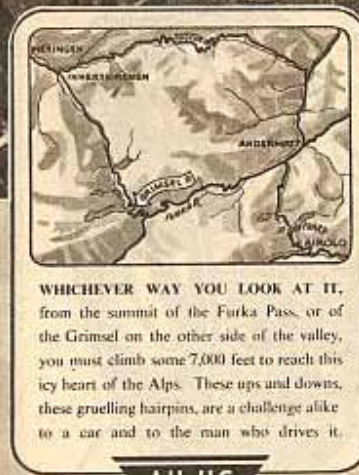 MEIRINGEN
INNERTKIRCHEN
ANDERMATT
GRIMSEL P.
FURKA P.
AIROLO
WHICHEVER WAY YOU LOOK AT IT,
from the summit of the Furka Pass, or of
the Grimsel on the other side of the valley,
you must climb some 7,000 feet to reach this
icy heart of the Alps. These ups and downs,
these gruelling hairpins, are a challenge alike
to a car and to the man who drives it.